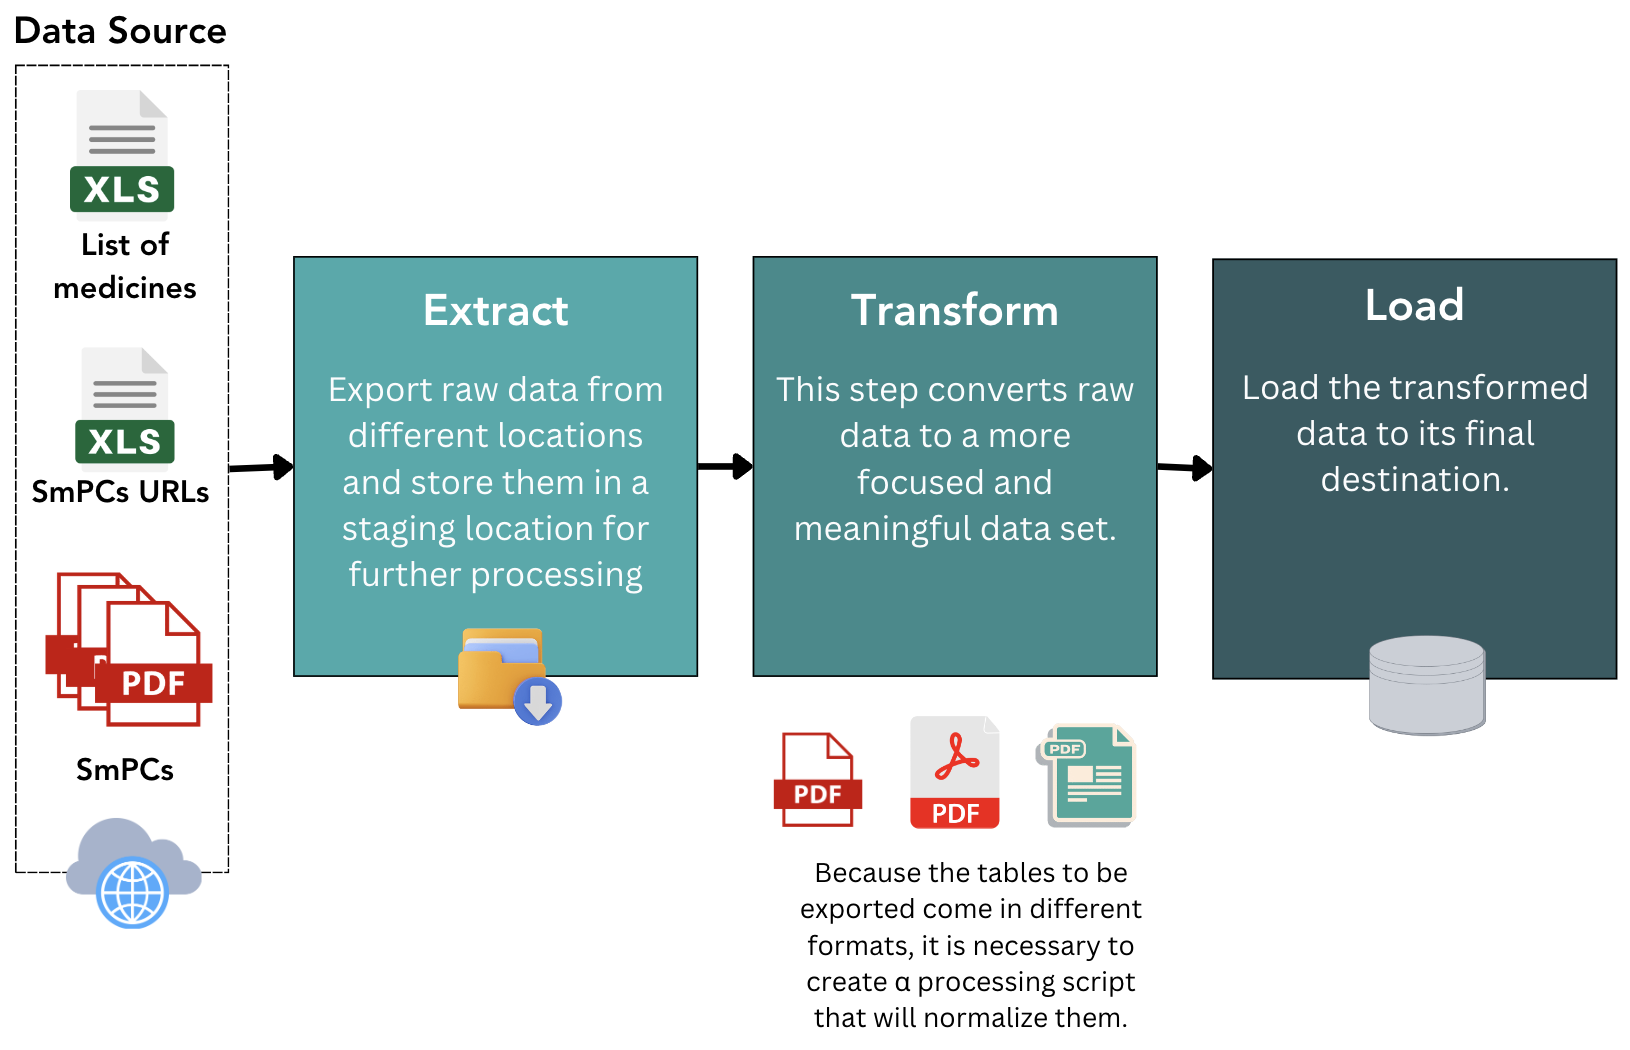 Data Source
XLS
List of
medicines
XLS
SmPCs URLs
PDF
SmPCs
Extract
Export raw data from
different locations
and store them in a
staging location for
further processing
Transform
This step converts raw
data to a more
focused and
meaningful data set.
PDF
PDF
PDF
Because the tables to be
exported come in different
formats, it is necessary to
create α processing script
that will normalize them.
Load
Load the transformed
data to its final
destination.